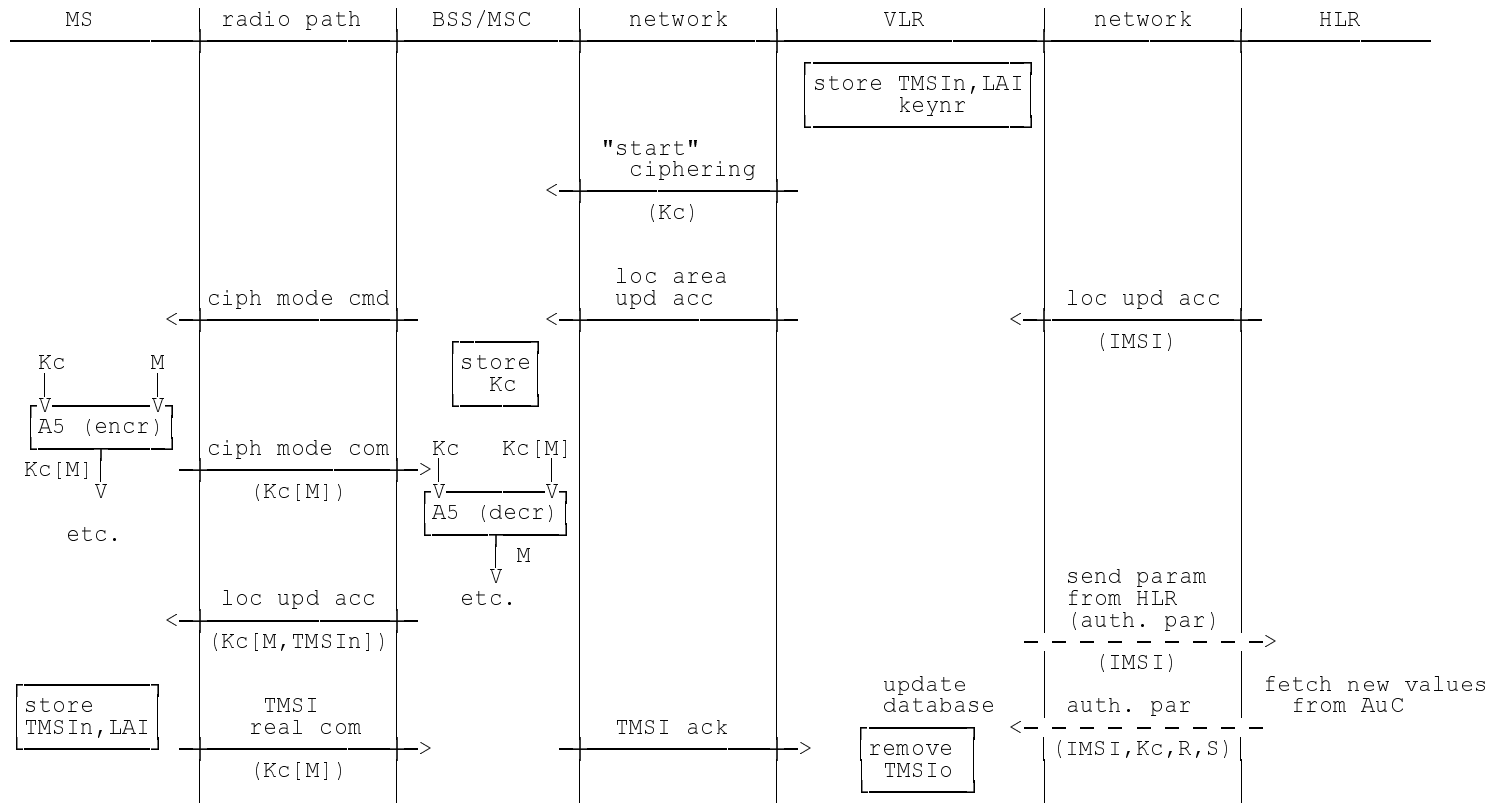 MS radio path BSS/MSC network VLR network HLR
store TMSIn,LAI
keynr
"start"
ciphering
<
(Kc)
loc area
ciph mode cmd upd acc loc upd acc
< < <
(IMSI)
Kc M store
Kc
V V
A5 (encr)
ciph mode com Kc Kc[M]
Kc[M] >
V (Kc[M]) V V
A5 (decr)
etc.
M
V send param
loc upd acc etc. from HLR
< (auth. par)
(Kc[M,TMSIn]) >
(IMSI)
update fetch new values
store TMSI database auth. par from AuC
TMSIn,LAI real com TMSI ack <
> > remove (IMSI,Kc,R,S)
(Kc[M]) TMSIo